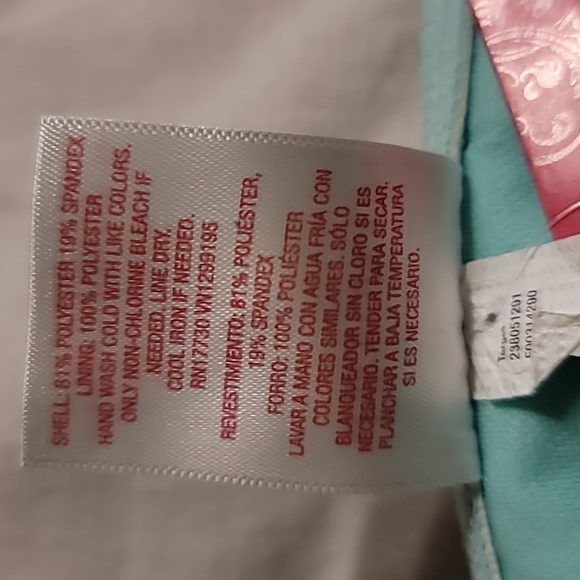 SHELL: 81% POLYESTER 19% SPANDEX
LINING: 100% POLYESTER
HAND WASH COLD WITH LIKE COLORS.
ONLY NON-CHLORINE BLEACH IF
NEEDED. LINE DRY.
COOL IRON IF NEEDED.
RN17730 VN1299195
REVESTIMIENTO: 81% POLIÉSTER,
19% SPANDEX
FORRO: 100% POLIÉSTER
LAVAR A MANO CON AGUA FRÍA CON
COLORES SIMILARES. SÓLO
BLANQUEADOR SIN CLORO SI ES
NECESARIO. TENDER PARA SECAR.
PLANCHAR A BAJA TEMPERATURA
SI ES NECESARIO.
238051201